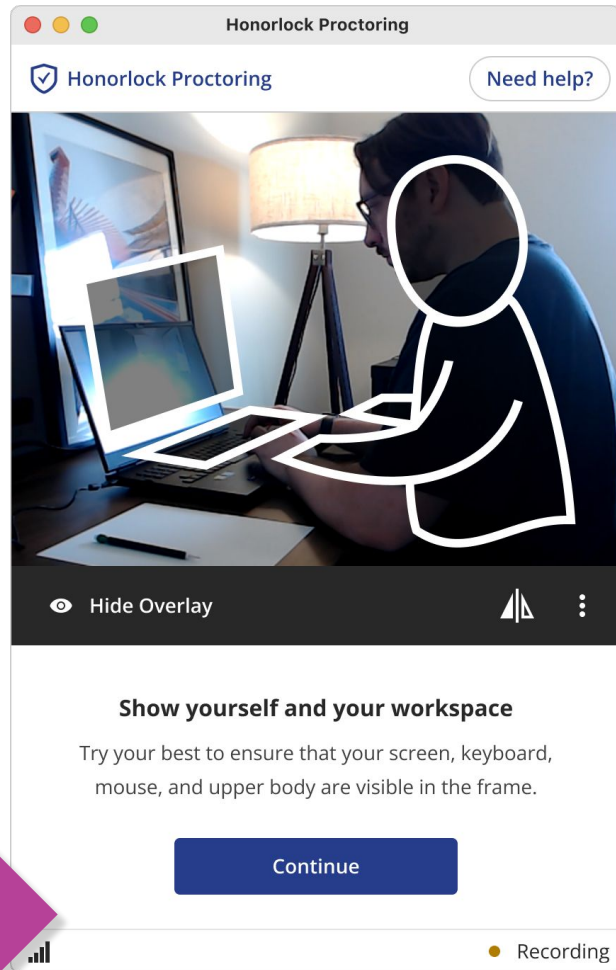 Honorlock Proctoring
Honorlock Proctoring
Need help?
Hide Overlay
Show yourself and your workspace
Try your best to ensure that your screen, keyboard,
mouse, and upper body are visible in the frame.
Continue
Recording